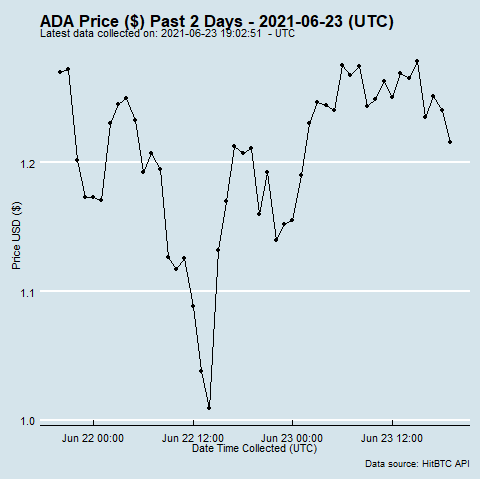 ADA Price ($) Past 2 Days - 2021-06-23 (UTC)
Latest data collected on: 2021-06-23 19:02:51 - UTC
Price USD ($)
1.2
1.1
1.0
Jun 22 00:00 Jun 22 12:00 Jun 23 00:00 Jun 23 12:00
Date Time Collected (UTC)
Data source: HitBTC API